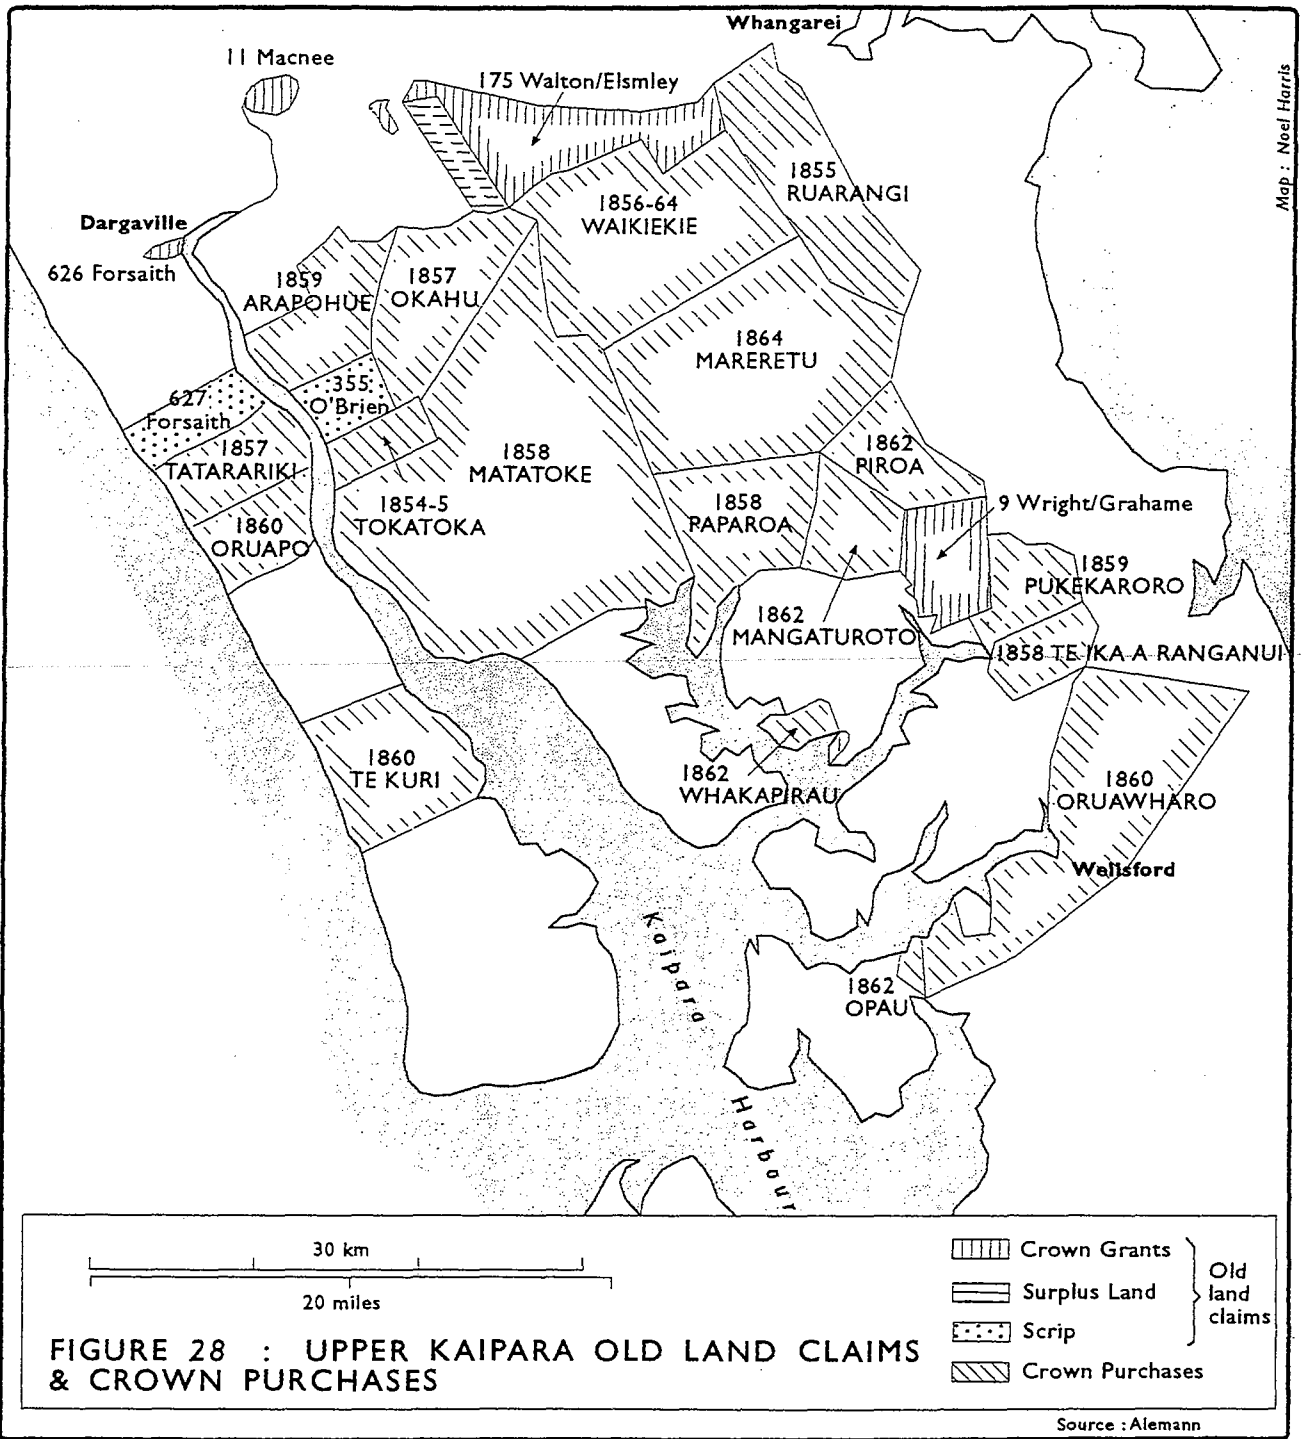 Whangarei
11 Macnee
175 Walton/Elsmley
Map : Noel Harris
1855
RUARANGI
1856-64
WAIKIEKIE
Dargaville
626 Forsaith
1859
ARAPOHUE
1857
OKAHU
1864
MARERETU
627
Forsaith
355
O'Brien
1857
TATARARIKI
1858
MATATOKE
1862
PIROA
1854-5
TOKATOKA
1858
PAPAROA
9 Wright/Grahame
1860
ORUAPO
1859
PUKEKARORO
1862
MANGATUROTO
1858 TE IKA A RANGANUI
1860
TE KURI
1862
WHAKAPIRAU
1860
ORUAWHARO
Wellsford
Kaipara
1862
OPAU
Harbour
30 km
20 miles
Crown Grants
Surplus Land
Scrip
Old
land
claims
Crown Purchases
FIGURE 28 : UPPER KAIPARA OLD LAND CLAIMS
& CROWN PURCHASES
Source : Alemann